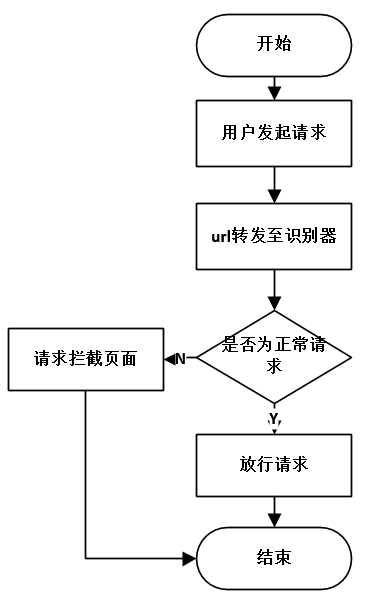 开始
用户发起请求
url转发至识别器
是否为正常请
求
N
请求拦截页面
Y
放行请求
结束